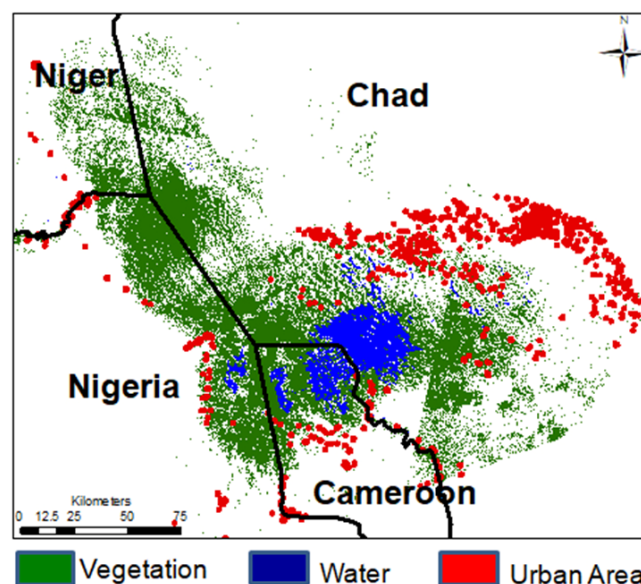 N
Niger
Chad
Nigeria
Cameroon
Kilometers
0 12.5 25 50 75
Vegetation Water Urban Area